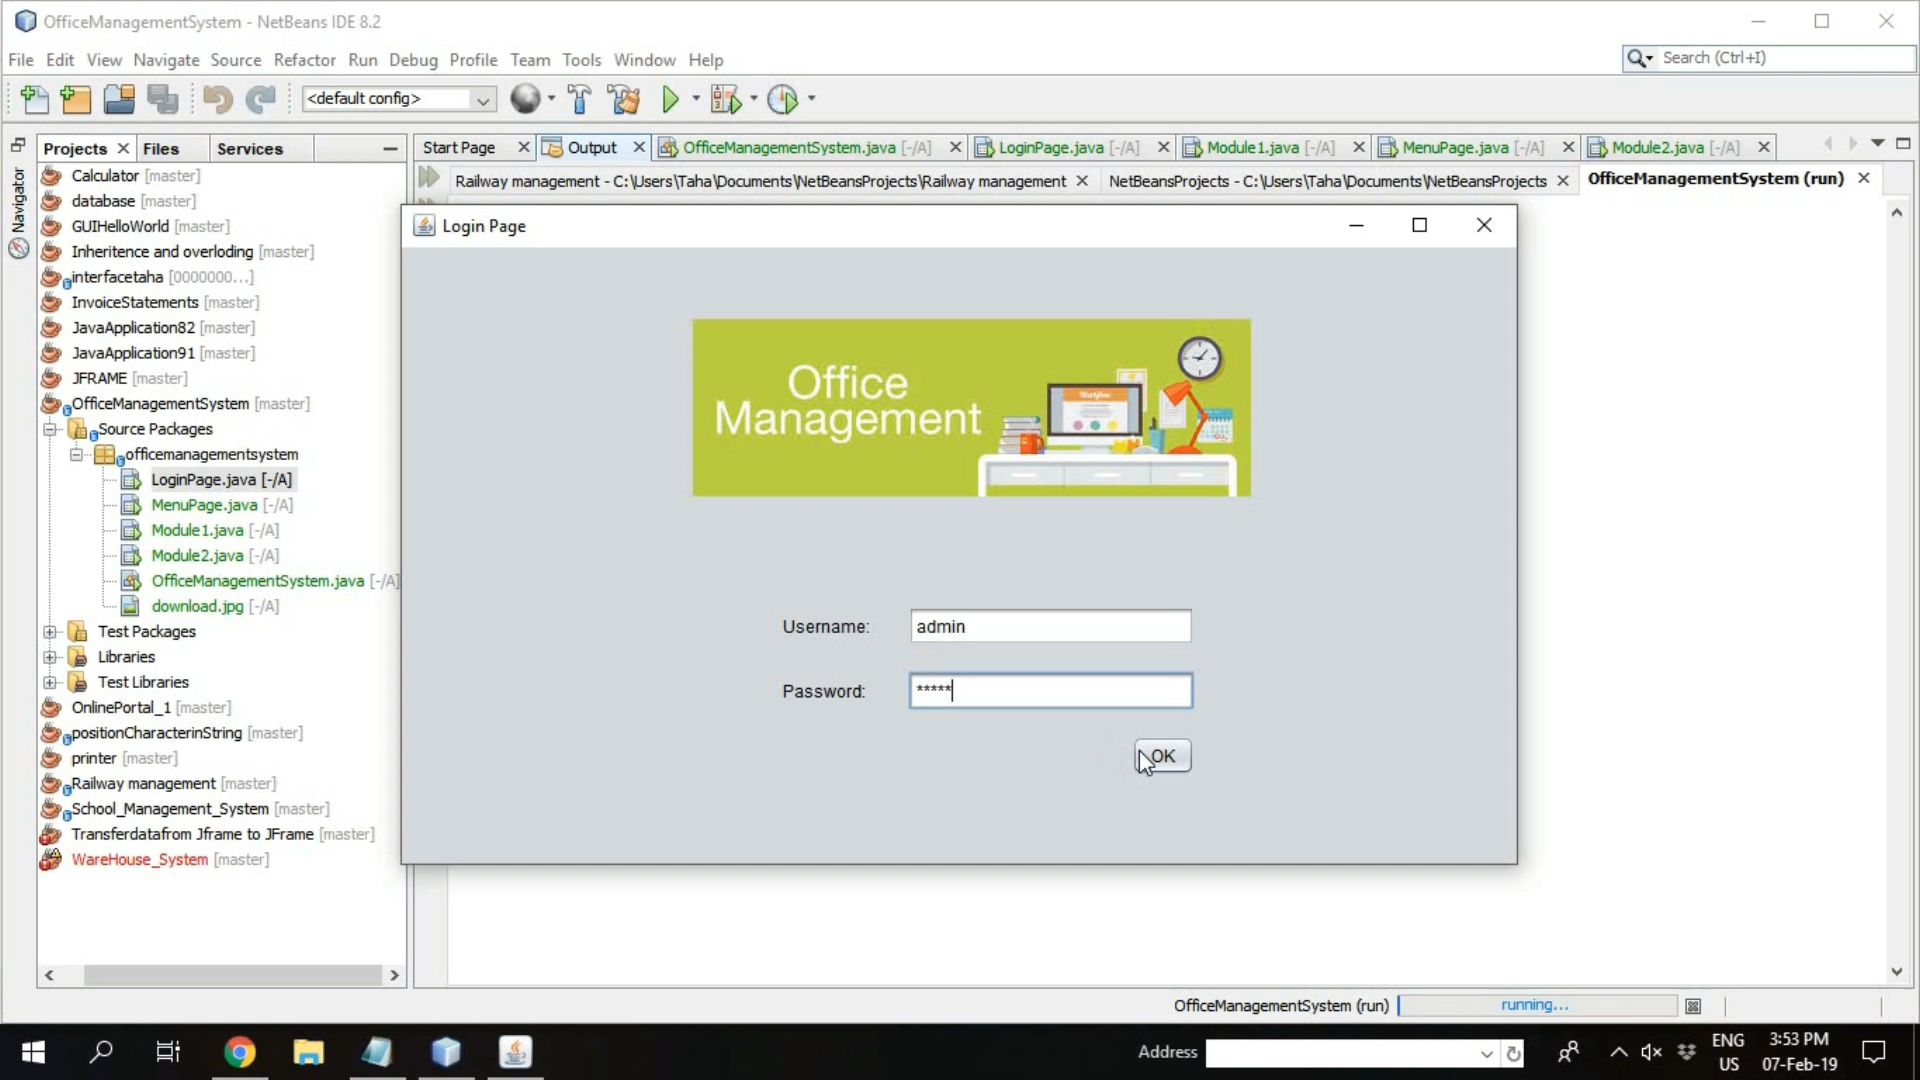 OfficeManagementSystem - NetBeans IDE 8.2
File Edit View Navigate Source Refactor Run Debug Profile Team Tools Window Help
Search (Ctrl+I)
<default config>
Navigator
Projects Files Services
Start Page Output OfficeManagementSystem.java [-/A] LoginPage.java [-/A] Module1.java [-/A] MenuPage.java [-/A] Module2.java [-/A]
Railway management - C:\Users\Taha\Documents\NetBeansProjects\Railway management NetBeansProjects - C:\Users\Taha\Documents\NetBeansProjects OfficeManagementSystem (run)
Calculator [master]
database [master]
GUIHelloWorld [master]
Inheritence and overloding [master]
interfacetaha [0000000...]
InvoiceStatements [master]
JavaApplication82 [master]
JavaApplication91 [master]
JFRAME [master]
OfficeManagementSystem [master]
Source Packages
officemanagementsystem
LoginPage.java [-/A]
MenuPage.java [-/A]
Module1.java [-/A]
Module2.java [-/A]
OfficeManagementSystem.java [-/A]
download.jpg [-/A]
Test Packages
Libraries
Test Libraries
OnlinePortal_1 [master]
positionCharacterinString [master]
printer [master]
Railway management [master]
School_Management_System [master]
Transferdatafrom Jframe to JFrame [master]
WareHouse_System [master]
Login Page
Office
Management
Workflow
Username: admin
Password: *****
OK
OfficeManagementSystem (run) running...
Address
ENG
US
3:53 PM
07-Feb-19